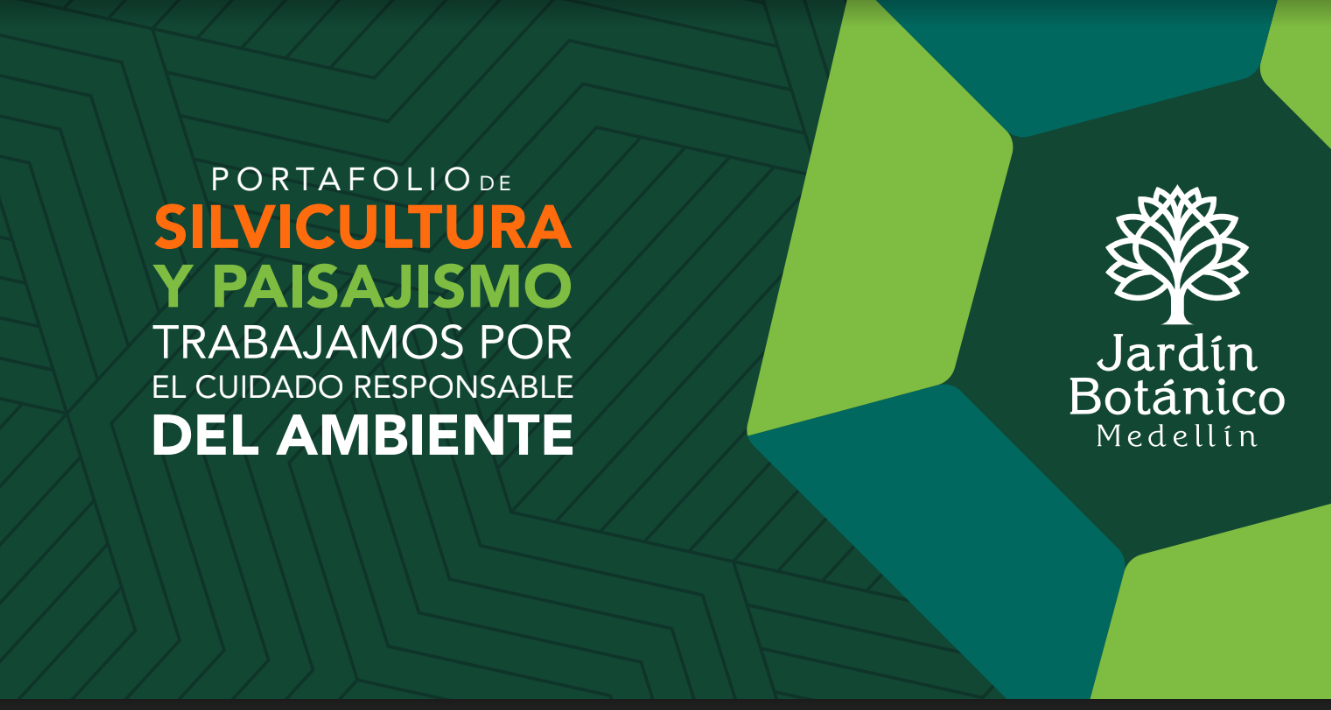 PORTAFOLIO DE
SILVICULTURA
Y PAISAJISMO
TRABAJAMOS POR
EL CUIDADO RESPONSABLE
DEL AMBIENTE
Jardín
Botánico
Medellín